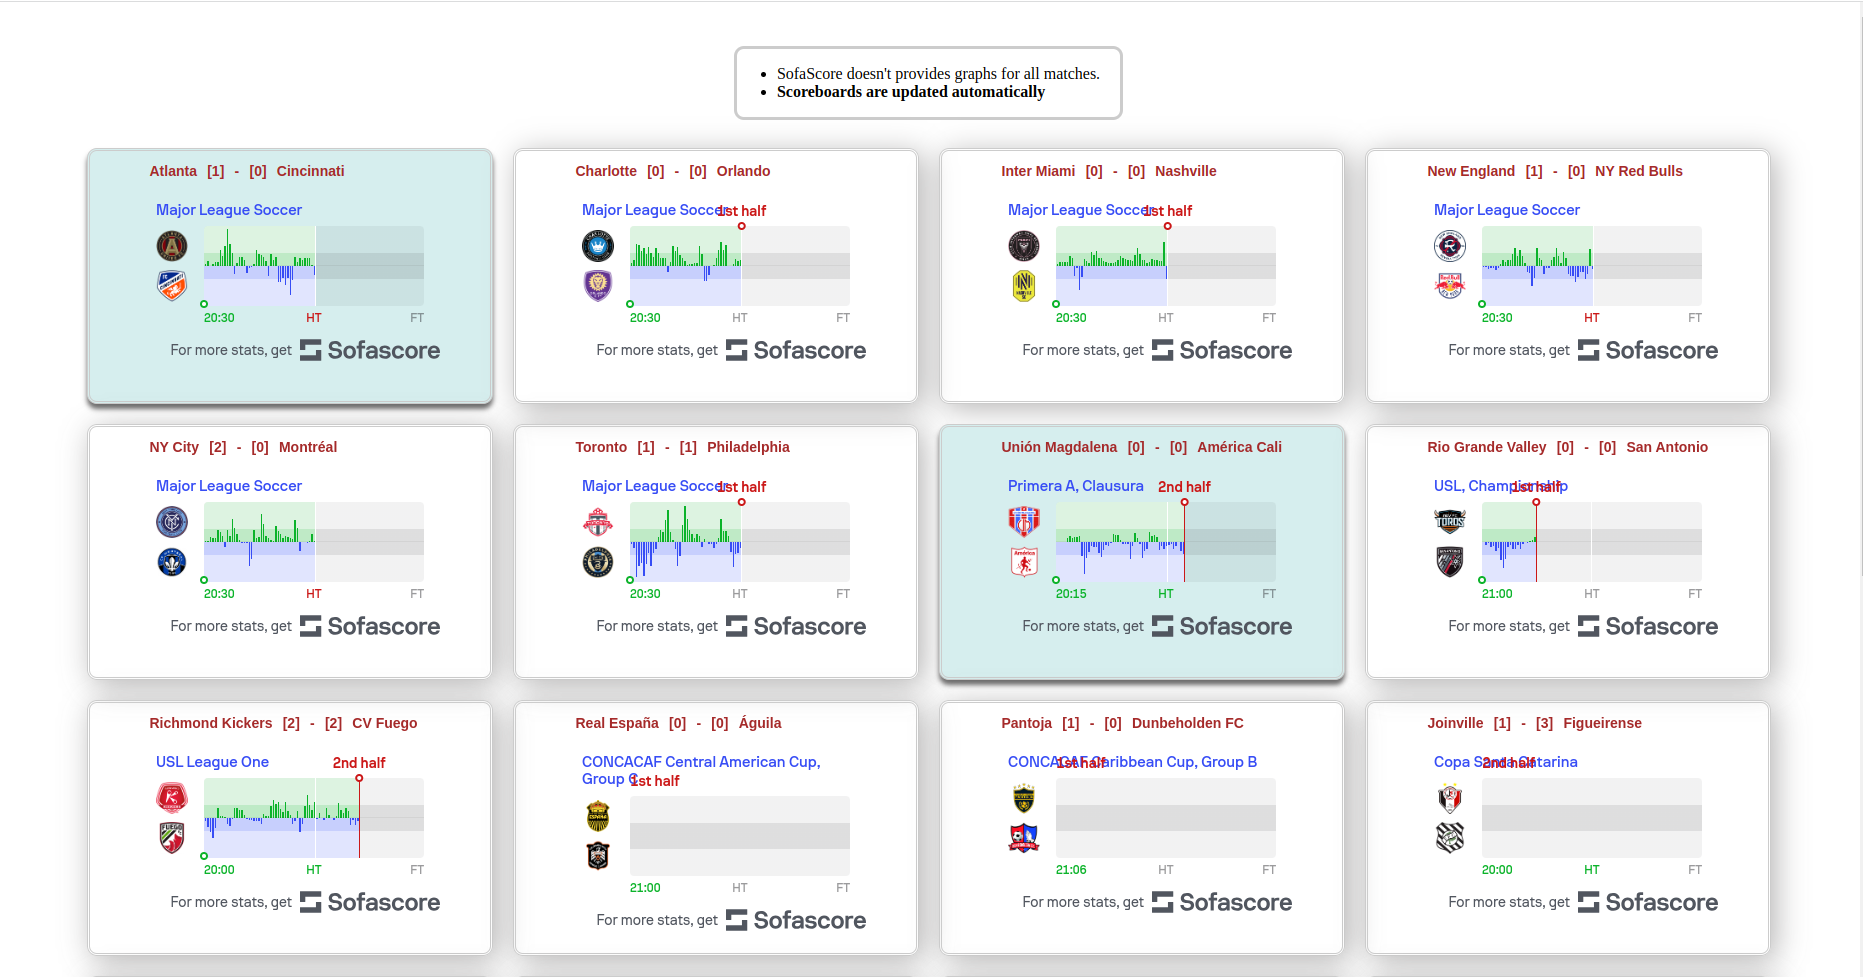 SofaScore doesn't provides graphs for all matches.
Scoreboards are updated automatically
Atlanta [1] - [0] Cincinnati
Major League Soccer
20:30 HT FT
For more stats, get Sofascore
Charlotte [0] - [0] Orlando
Major League Soccer 1st half
20:30 HT FT
For more stats, get Sofascore
Inter Miami [0] - [0] Nashville
Major League Soccer 1st half
20:30 HT FT
For more stats, get Sofascore
New England [1] - [0] NY Red Bulls
Major League Soccer
20:30 HT FT
For more stats, get Sofascore
NY City [2] - [0] Montréal
Major League Soccer
20:30 HT FT
For more stats, get Sofascore
Toronto [1] - [1] Philadelphia
Major League Soccer 1st half
20:30 HT FT
For more stats, get Sofascore
Unión Magdalena [0] - [0] América Cali
Primera A, Clausura 2nd half
20:15 HT FT
For more stats, get Sofascore
Rio Grande Valley [0] - [0] San Antonio
USL, Championship 1st half
21:00 HT FT
For more stats, get Sofascore
Richmond Kickers [2] - [2] CV Fuego
USL League One 2nd half
20:00 HT FT
For more stats, get Sofascore
Real España [0] - [0] Águila
CONCACAF Central American Cup,
Group C 1st half
21:00 HT FT
For more stats, get Sofascore
Pantoja [1] - [0] Dunbeholden FC
CONCACAF Caribbean Cup, Group B 1st half
21:06 HT FT
For more stats, get Sofascore
Joinville [1] - [3] Figueirense
Copa Santa Catarina 2nd half
20:00 HT FT
For more stats, get Sofascore